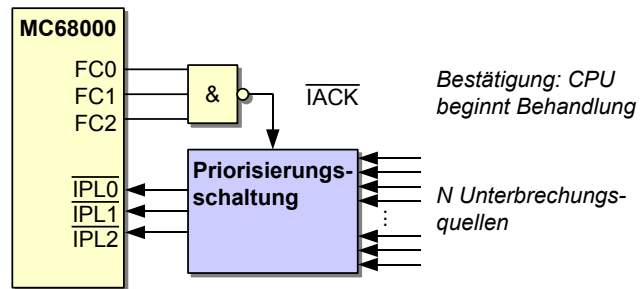 MC68000
FC0
FC1
FC2
&
IACK
Bestätigung: CPU
beginnt Behandlung
IPL0
IPL1
IPL2
Priorisierungs-
schaltung
N Unterbrechungs-
quellen
...